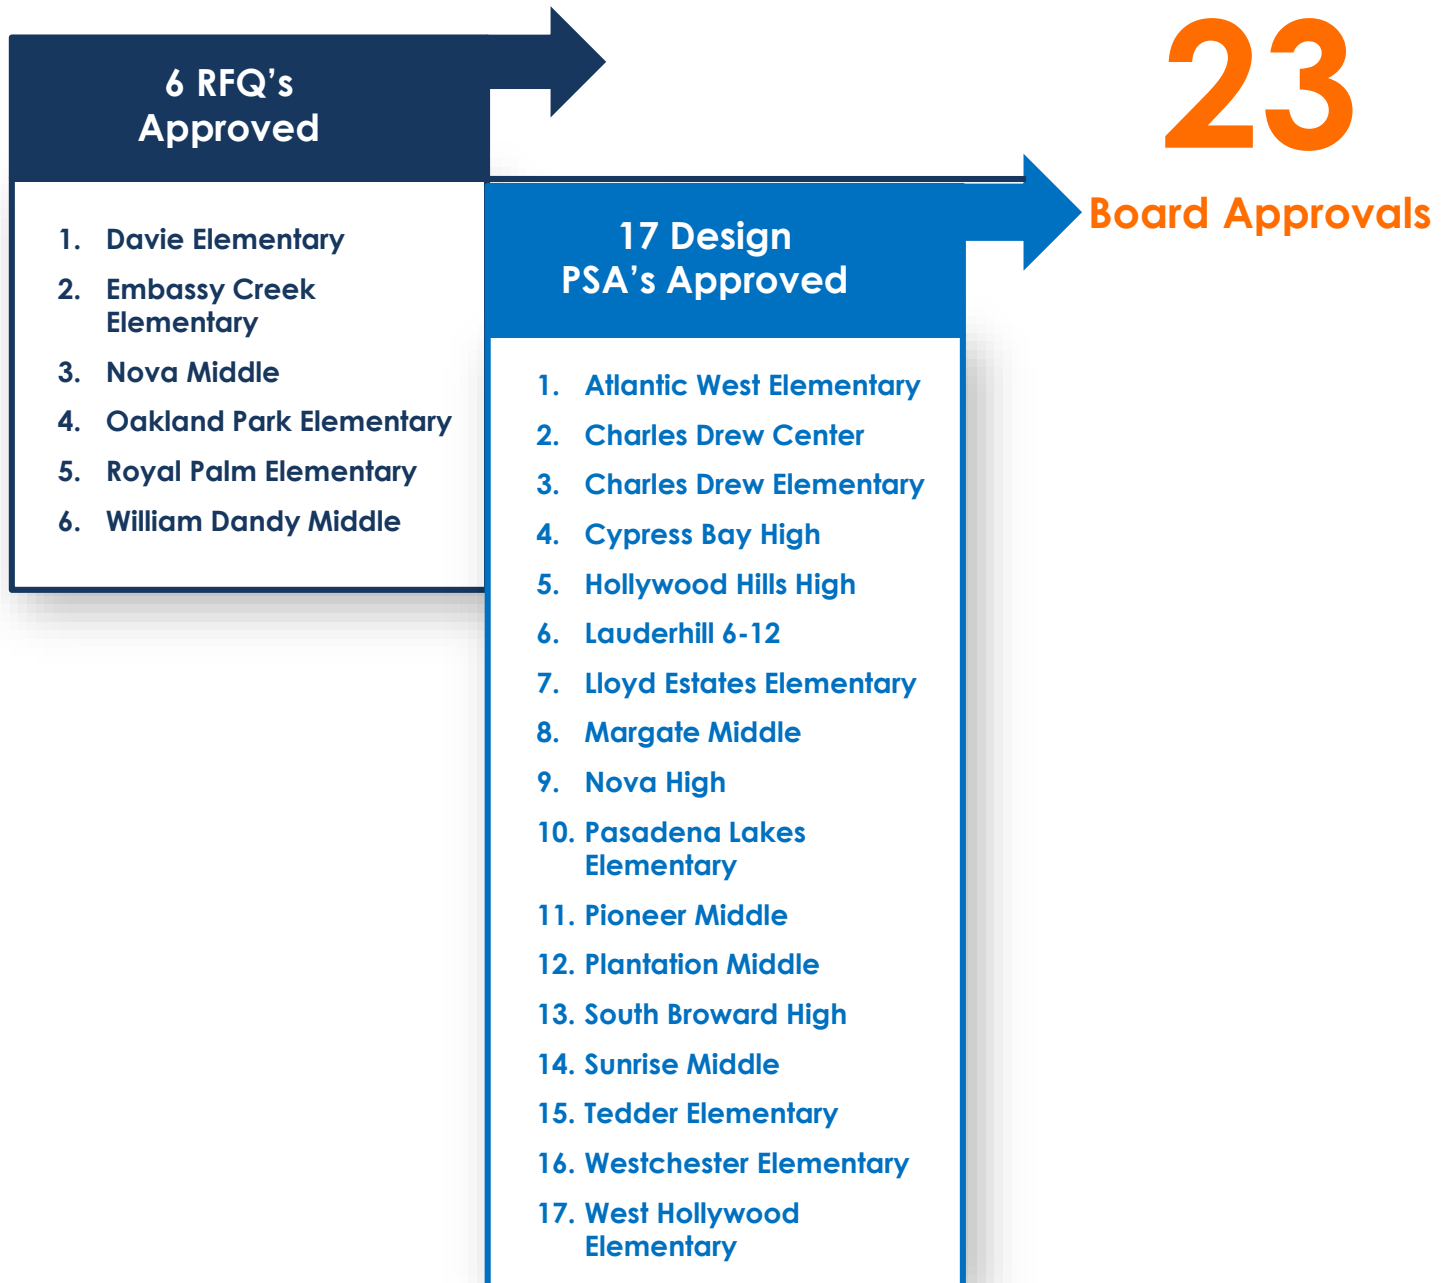 6 RFQ's
Approved
1. Davie Elementary
2. Embassy Creek
Elementary
3. Nova Middle
4. Oakland Park Elementary
5. Royal Palm Elementary
6. William Dandy Middle
17 Design
PSA's Approved
1. Atlantic West Elementary
2. Charles Drew Center
3. Charles Drew Elementary
4. Cypress Bay High
5. Hollywood Hills High
6. Lauderhill 6-12
7. Lloyd Estates Elementary
8. Margate Middle
9. Nova High
10. Pasadena Lakes
Elementary
11. Pioneer Middle
12. Plantation Middle
13. South Broward High
14. Sunrise Middle
15. Tedder Elementary
16. Westchester Elementary
17. West Hollywood
Elementary
23
Board Approvals